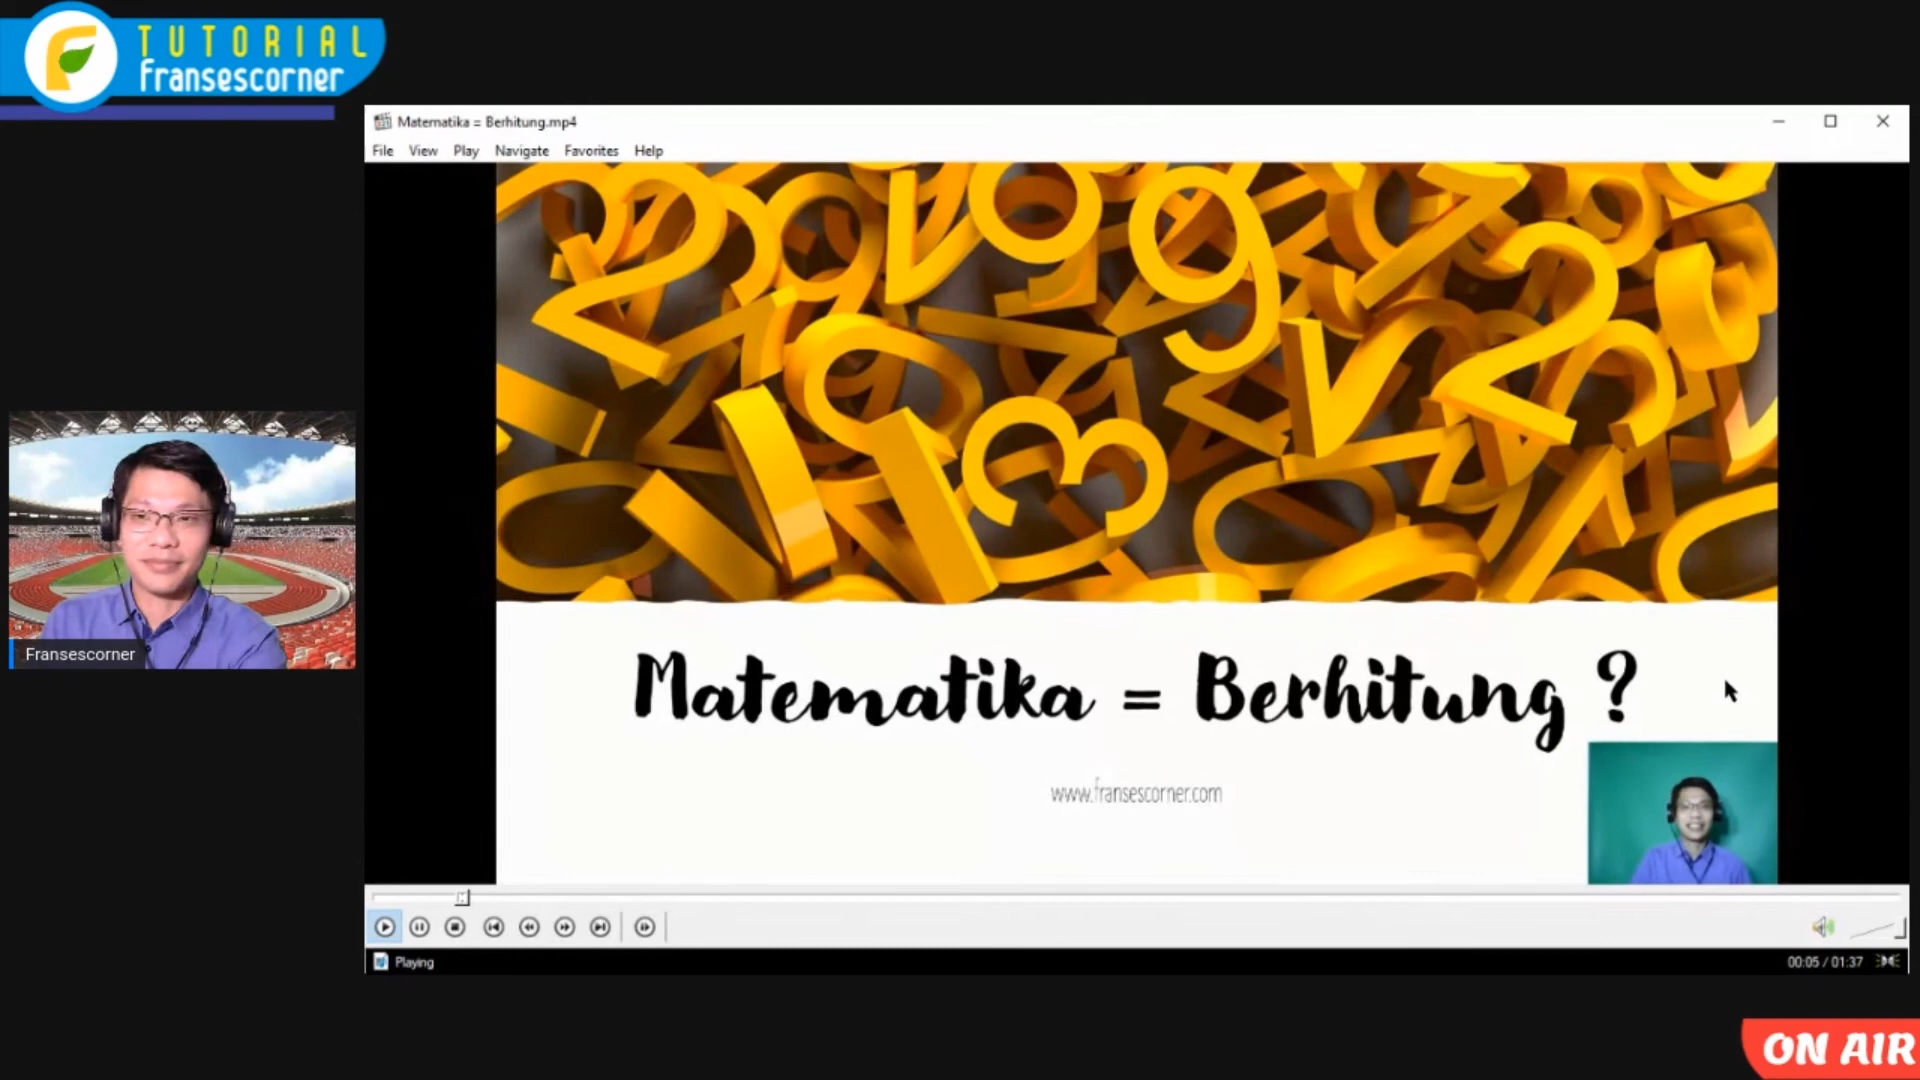 TUTORIAL
fransescorner
Matematika = Berhitung.mp4
File View Play Navigate Favorites Help
Matematika = Berhitung ?
www.fransescorner.com
Fransescorner
Playing
00:05 / 01:37
ON AIR